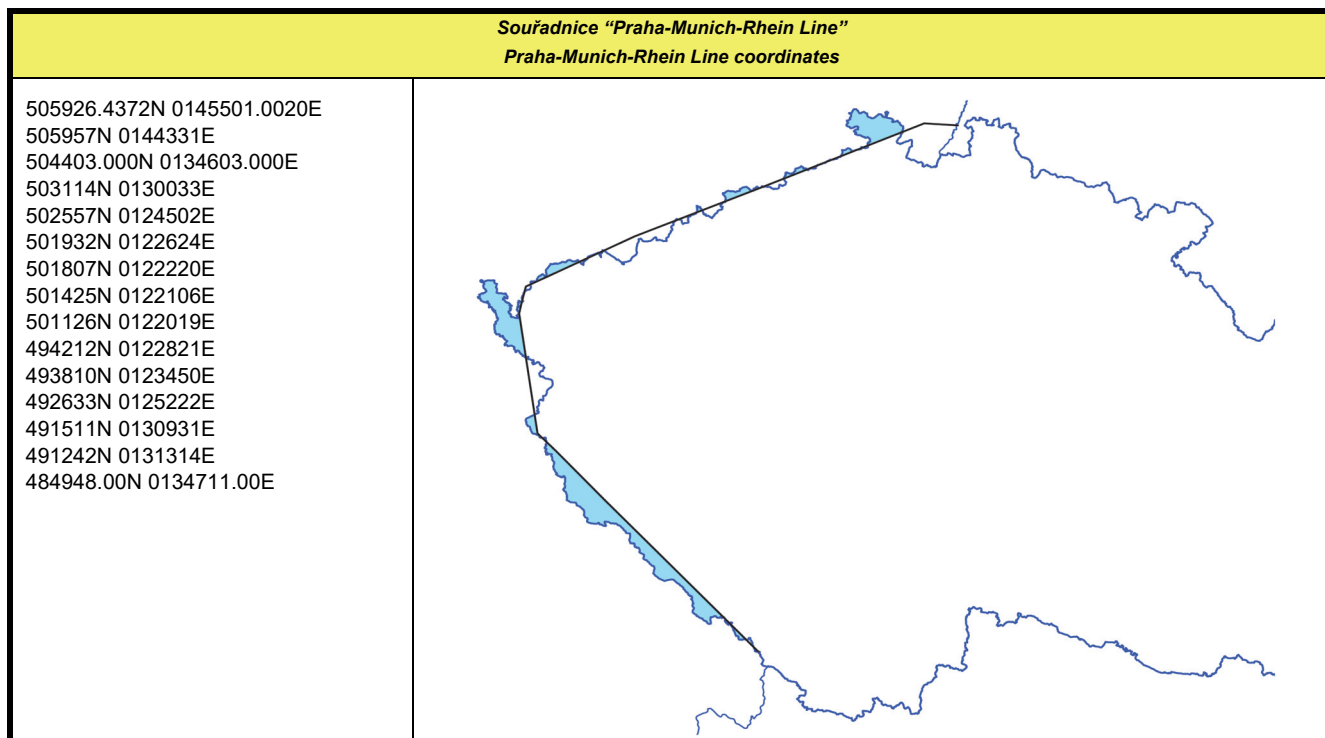 Souřadnice “Praha-Munich-Rhein Line”
Praha-Munich-Rhein Line coordinates
505926.4372N 0145501.0020E
505957N 0144331E
504403.000N 0134603.000E
503114N 0130033E
502557N 0124502E
501932N 0122624E
501807N 0122220E
501425N 0122106E
501126N 0122019E
494212N 0122821E
493810N 0123450E
492633N 0125222E
491511N 0130931E
491242N 0131314E
484948.00N 0134711.00E